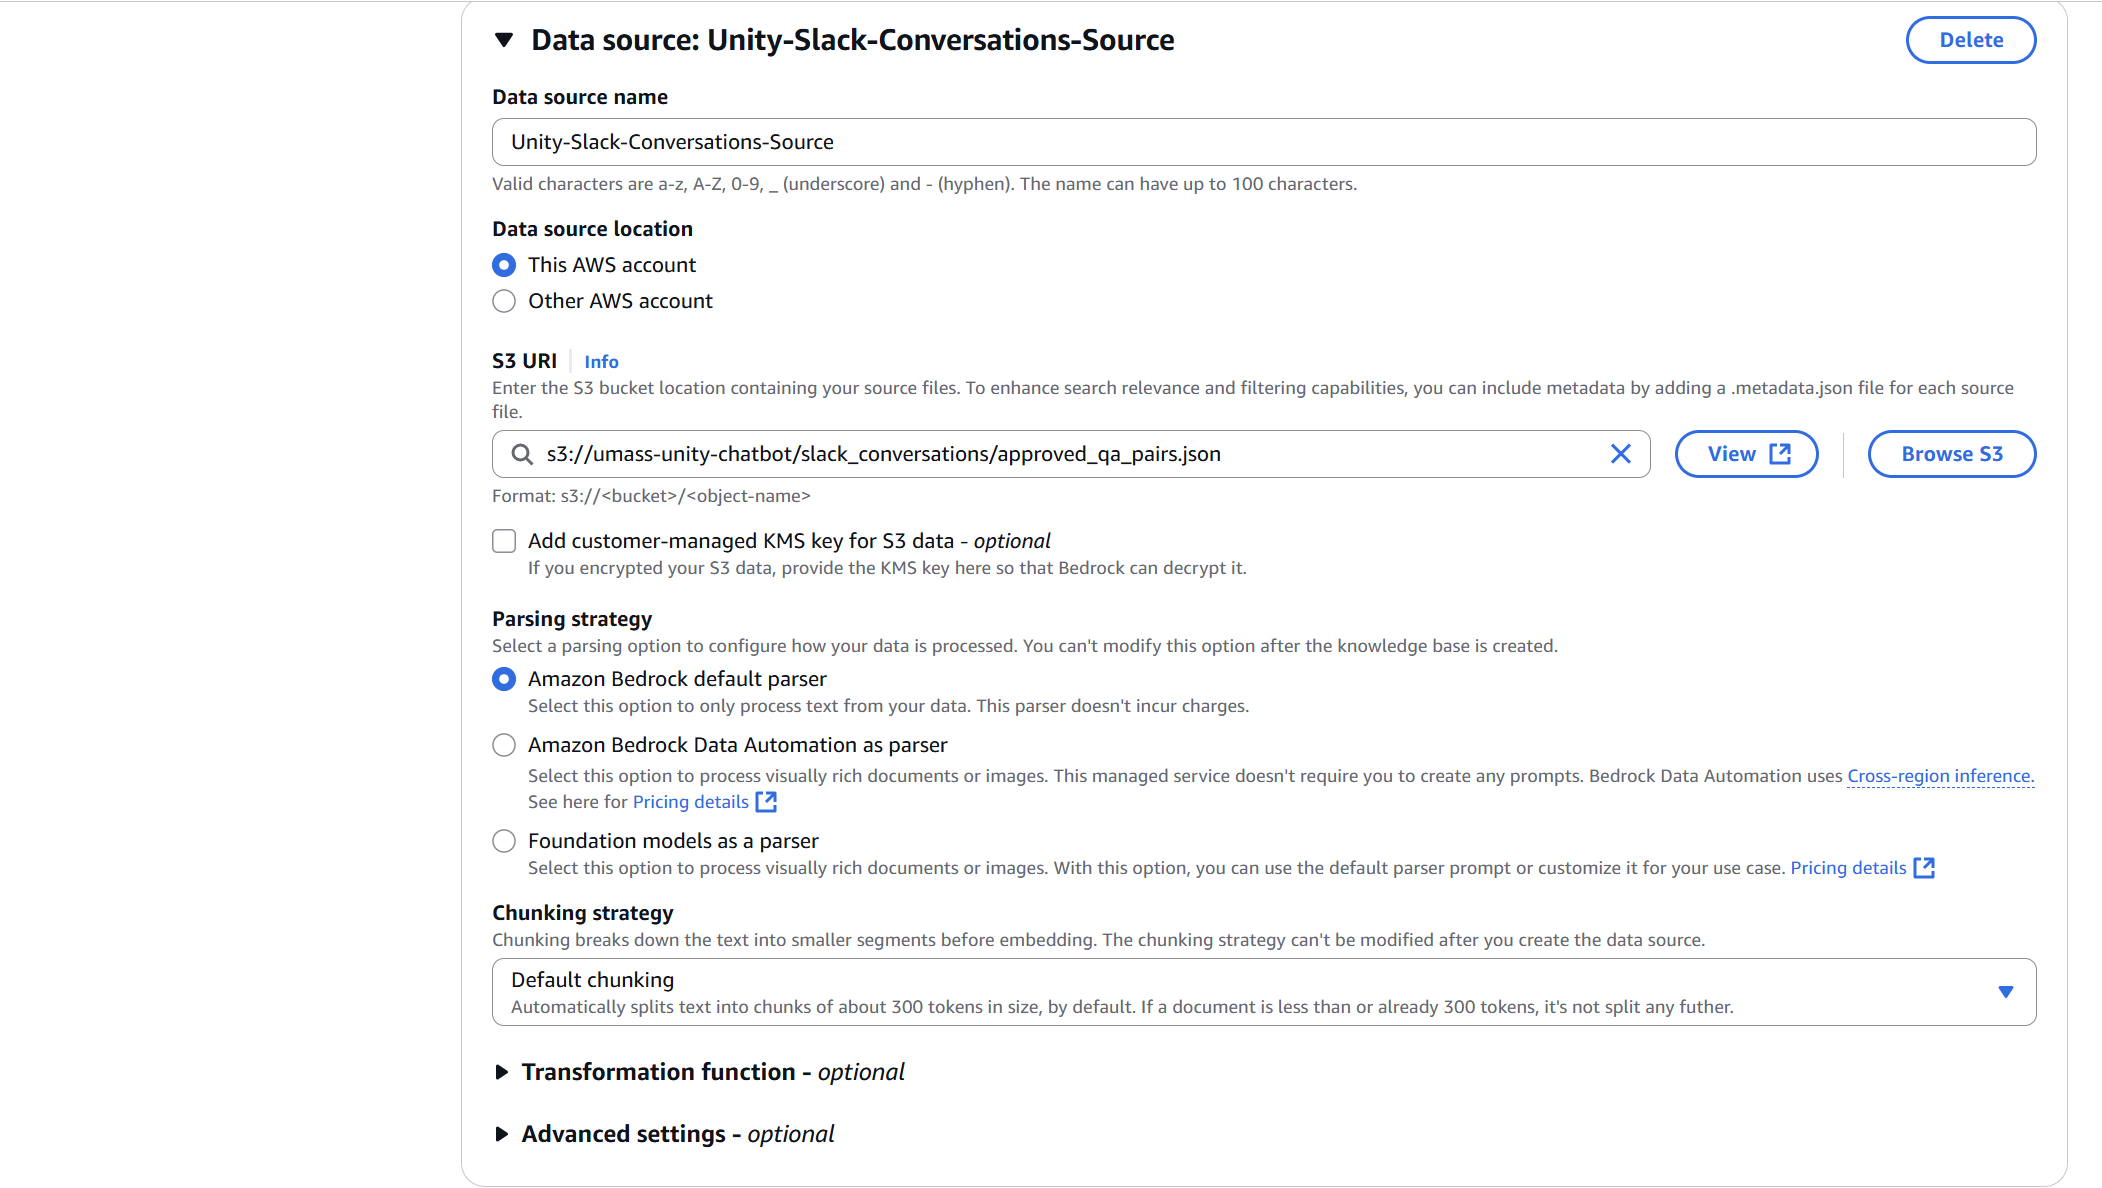 Data source: Unity-Slack-Conversations-Source
Delete
Data source name
Unity-Slack-Conversations-Source
Valid characters are a-z, A-Z, 0-9, _ (underscore) and - (hyphen). The name can have up to 100 characters.
Data source location
This AWS account
Other AWS account
S3 URI
Info
Enter the S3 bucket location containing your source files. To enhance search relevance and filtering capabilities, you can include metadata by adding a .metadata.json file for each source
file.
s3://umass-unity-chatbot/slack_conversations/approved_qa_pairs.json
View
Browse S3
Format: s3://<bucket>/<object-name>
Add customer-managed KMS key for S3 data - optional
If you encrypted your S3 data, provide the KMS key here so that Bedrock can decrypt it.
Parsing strategy
Select a parsing option to configure how your data is processed. You can't modify this option after the knowledge base is created.
Amazon Bedrock default parser
Select this option to only process text from your data. This parser doesn't incur charges.
Amazon Bedrock Data Automation as parser
Select this option to process visually rich documents or images. This managed service doesn't require you to create any prompts. Bedrock Data Automation uses Cross-region inference.
See here for Pricing details
Foundation models as a parser
Select this option to process visually rich documents or images. With this option, you can use the default parser prompt or customize it for your use case. Pricing details
Chunking strategy
Chunking breaks down the text into smaller segments before embedding. The chunking strategy can't be modified after you create the data source.
Default chunking
Automatically splits text into chunks of about 300 tokens in size, by default. If a document is less than or already 300 tokens, it's not split any futher.
Transformation function - optional
Advanced settings - optional